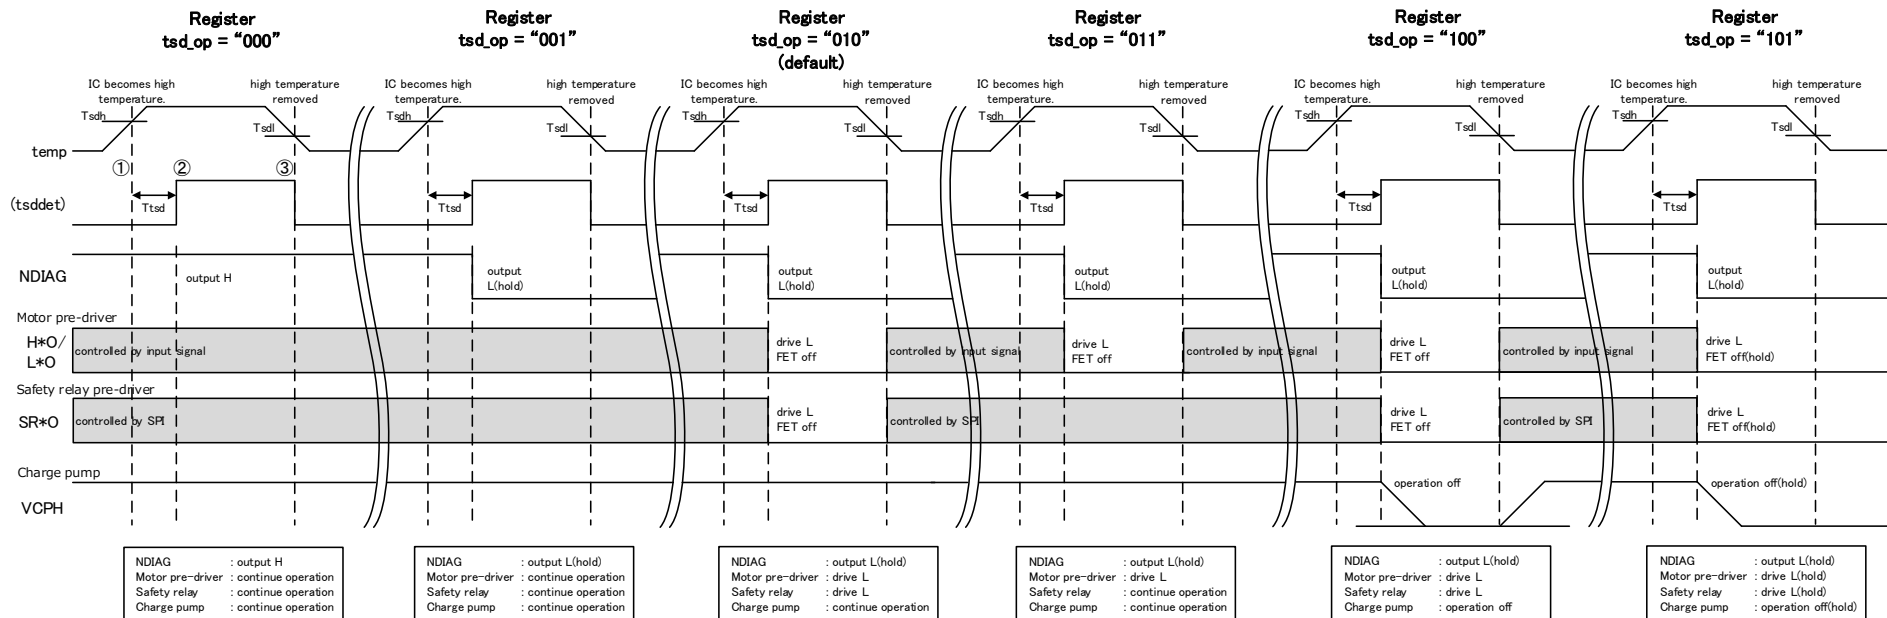 Register
tsd_op = “000”
Register
tsd_op = “001”
Register
tsd_op = “010”
(default)
Register
tsd_op = “011”
Register
tsd_op = “100”
Register
tsd_op = “101”
IC becomes high
temperature.
high temperature
removed
IC becomes high
temperature.
high temperature
removed
IC becomes high
temperature.
high temperature
removed
IC becomes high
temperature.
high temperature
removed
IC becomes high
temperature.
high temperature
removed
IC becomes high
temperature.
high temperature
removed
Tsdh
Tsdl
Tsdh
Tsdl
Tsdh
Tsdl
Tsdh
Tsdl
Tsdh
Tsdl
Tsdh
Tsdl
temp
① ② ③
(tsddet)
Ttsd
Ttsd
Ttsd
Ttsd
Ttsd
Ttsd
NDIAG
output H
output
L(hold)
output
L(hold)
output
L(hold)
output
L(hold)
output
L(hold)
Motor pre-driver
H*O/
L*O
controlled by input signal
drive L
FET off
controlled by input signal
drive L
FET off
controlled by input signal
drive L
FET off
controlled by input signal
drive L
FET off(hold)
Safety relay pre-driver
SR*O
controlled by SPI
drive L
FET off
controlled by SPI
drive L
FET off
controlled by SPI
drive L
FET off(hold)
Charge pump
VCPH
operation off
operation off(hold)
NDIAG : output H
Motor pre-driver : continue operation
Safety relay : continue operation
Charge pump : continue operation
NDIAG : output L(hold)
Motor pre-driver : continue operation
Safety relay : continue operation
Charge pump : continue operation
NDIAG : output L(hold)
Motor pre-driver : drive L
Safety relay : drive L
Charge pump : continue operation
NDIAG : output L(hold)
Motor pre-driver : drive L
Safety relay : continue operation
Charge pump : continue operation
NDIAG : output L(hold)
Motor pre-driver : drive L
Safety relay : drive L
Charge pump : operation off
NDIAG : output L(hold)
Motor pre-driver : drive L(hold)
Safety relay : drive L(hold)
Charge pump : operation off(hold)